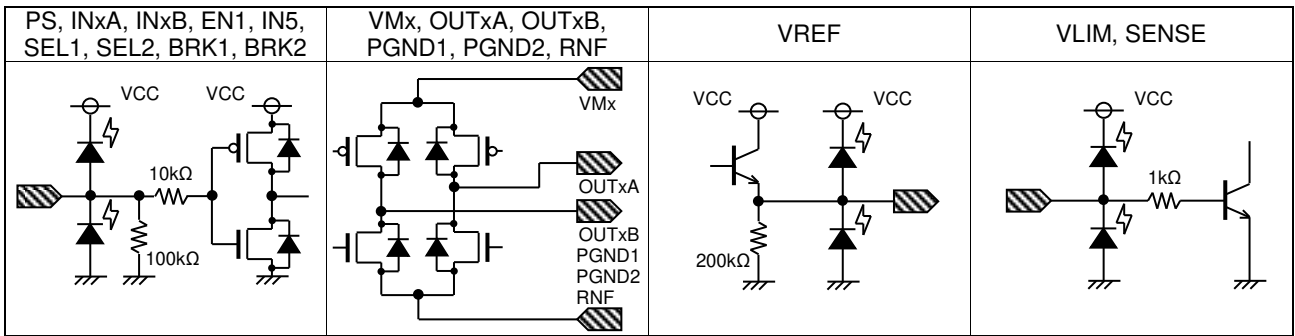 PS, INxA, INxB, EN1, IN5,
SEL1, SEL2, BRK1, BRK2
VMx, OUTxA, OUTxB,
PGND1, PGND2, RNF
VREF
VLIM, SENSE
VCC
VCC
10kΩ
100kΩ
VMx
OUTxA
OUTxB
PGND1
PGND2
RNF
VCC
VCC
200kΩ
VCC
1kΩ